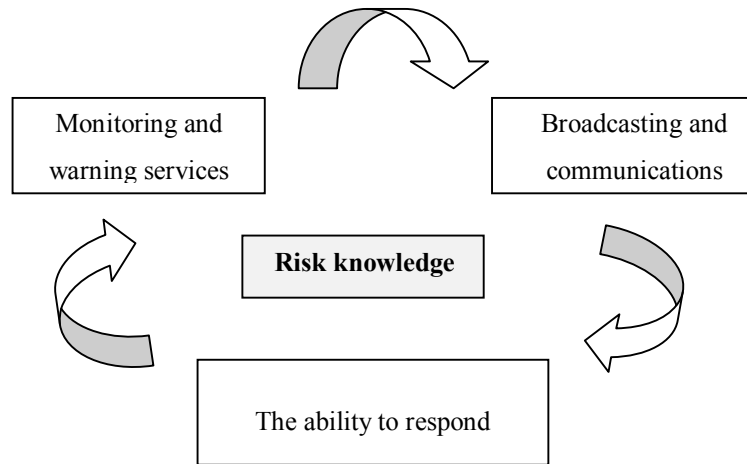 Monitoring and
warning services
Broadcasting and
communications
Risk knowledge
The ability to respond